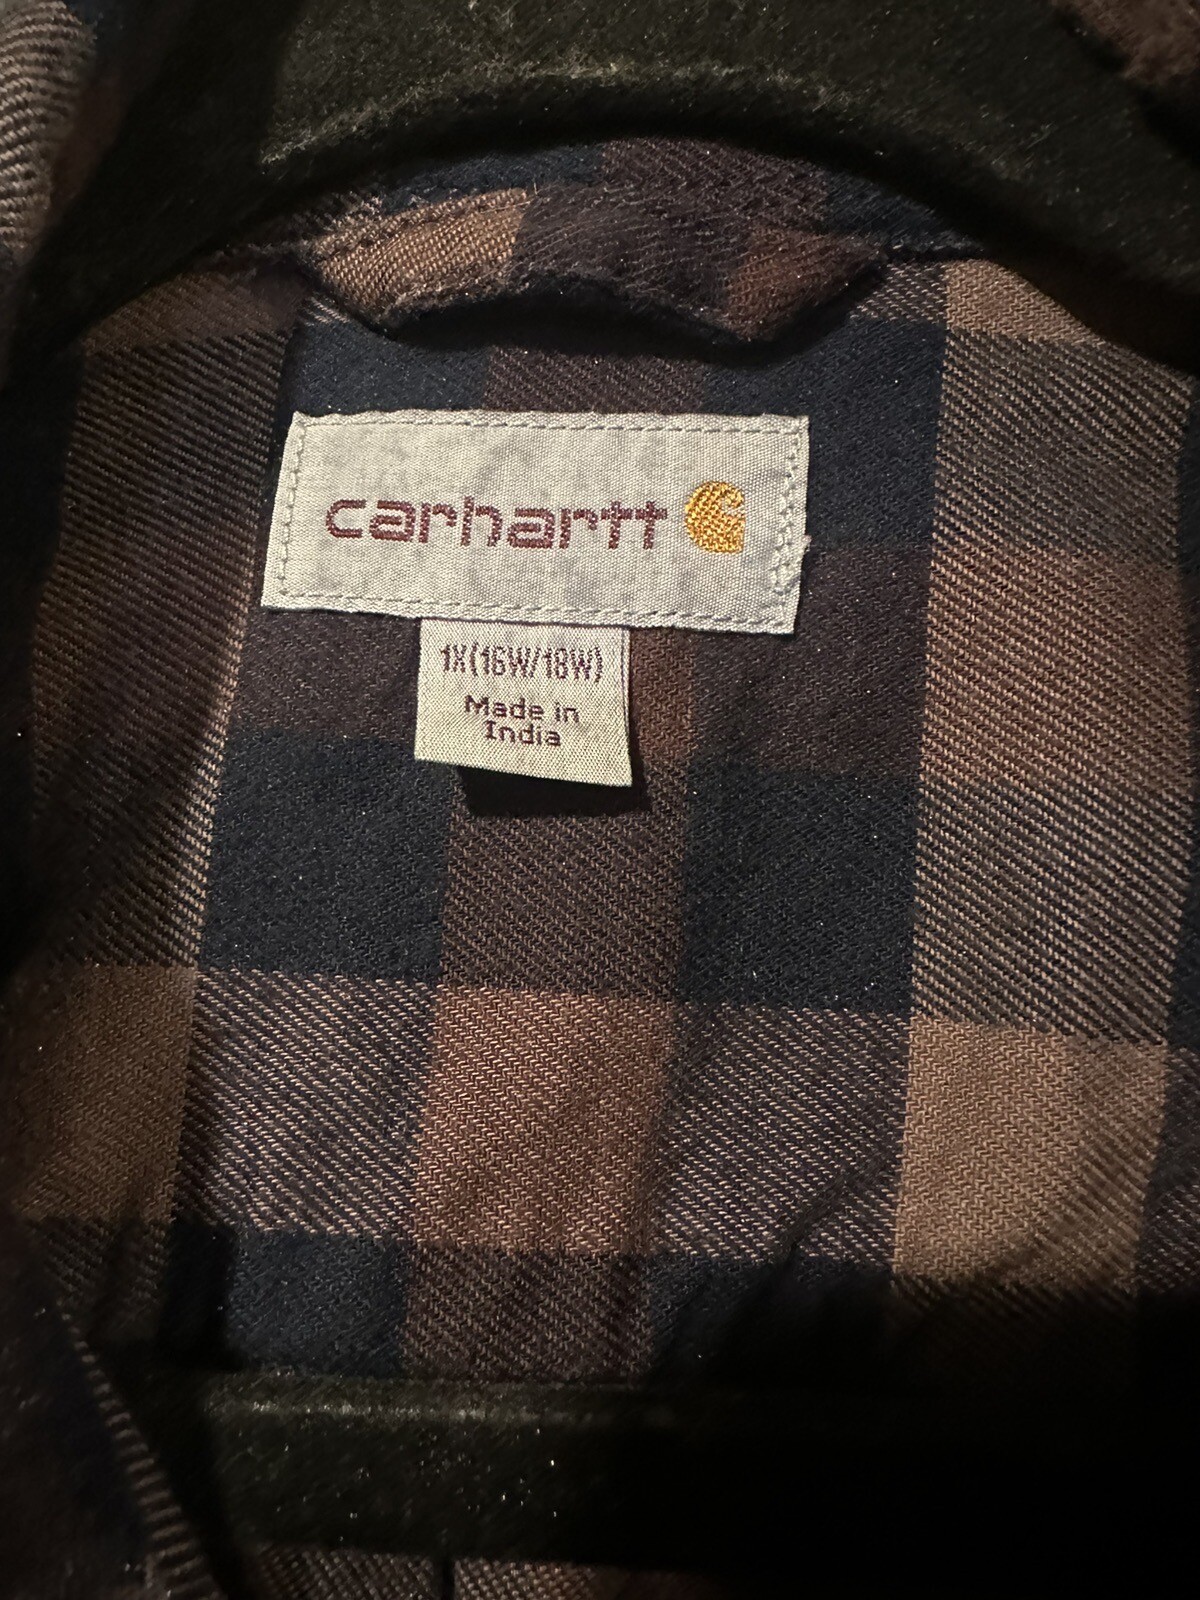 carhartt
1X(16W/18W)
Made in
India